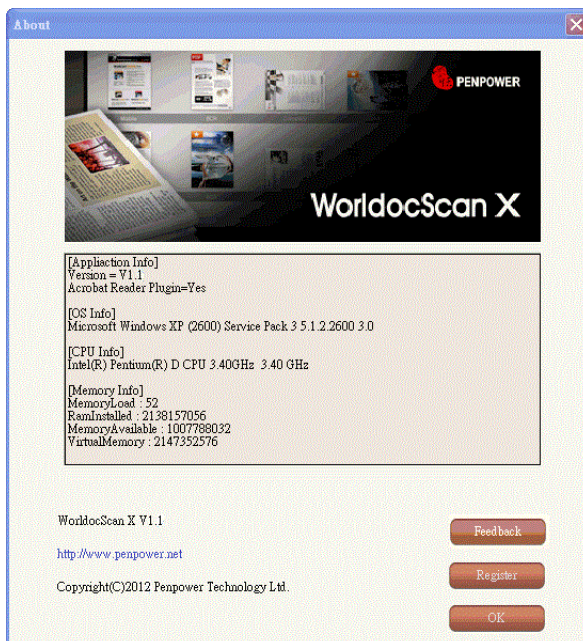 About
PENPOWER
WorldocScan X
[Appliaction Info]
Version = V1.1
Acrobat Reader Plugin=Yes
[OS Info]
Microsoft Windows XP (2600) Service Pack 3 5.1.2.2600 3.0
[CPU Info]
Intel(R) Pentium(R) D CPU 3.40GHz  3.40 GHz
[Memory Info]
MemoryLoad : 52
RamInstalled : 2138157056
MemoryAvailable : 1007788032
VirtualMemory : 2147352576
WorldocScan X V1.1
Feedback
http://www.penpower.net
Register
Copyright(C)2012 Penpower Technology Ltd.
OK